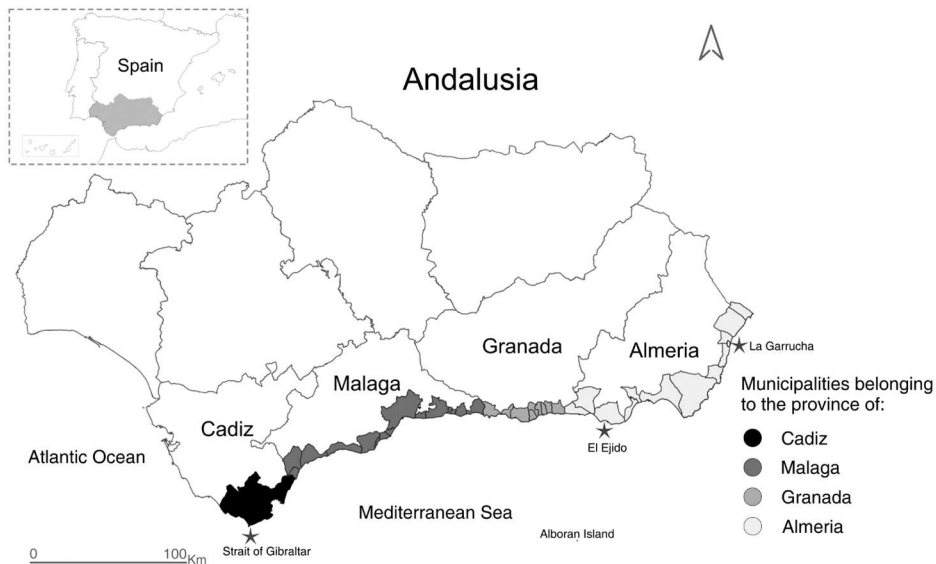 Spain
Andalusia
Granada
Almeria
La Garrucha
Malaga
Cadiz
Municipalities belonging
to the province of:
Cadiz
Malaga
Granada
Almeria
El Ejido
Atlantic Ocean
Mediterranean Sea
Alboran Island
Strait of Gibraltar
0 100Km